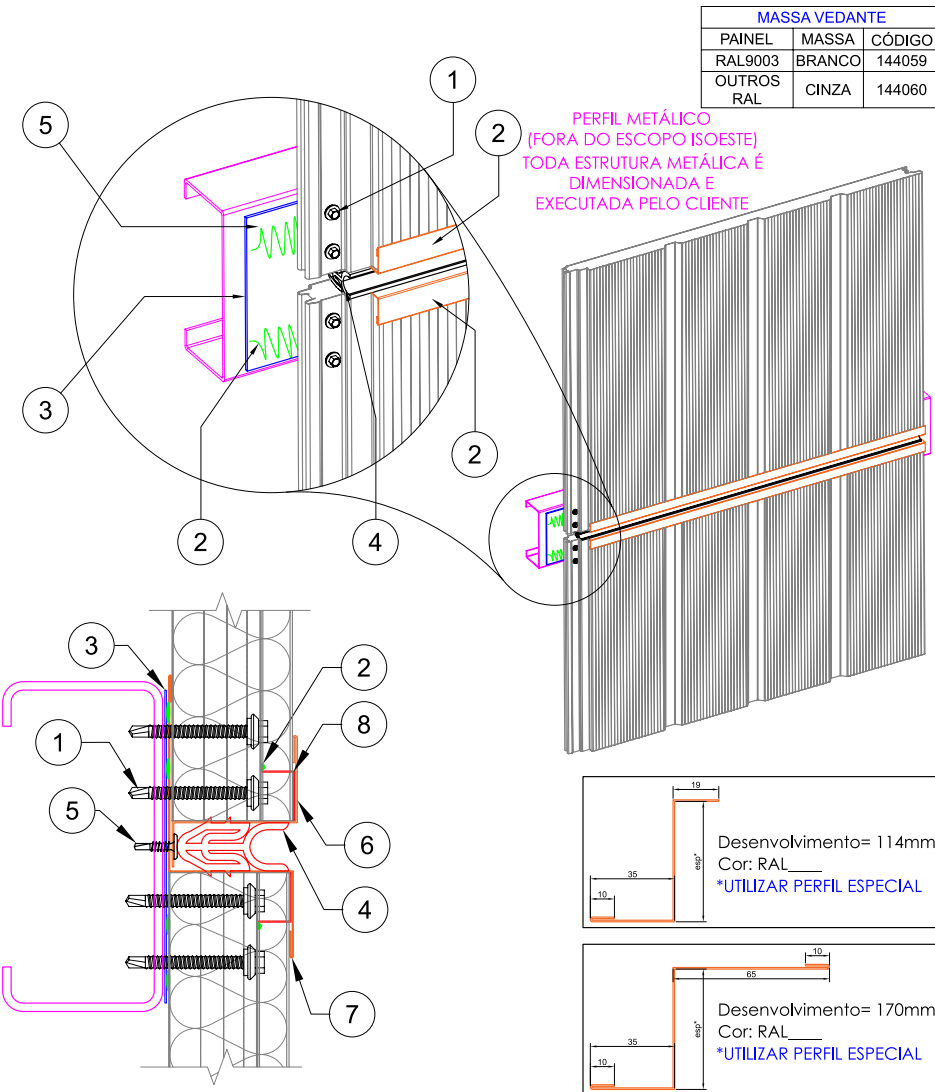 MASSA VEDANTE
PAINEL MASSA CÓDIGO
RAL9003 BRANCO 144059
OUTROS RAL CINZA 144060
PERFIL METÁLICO
(FORA DO ESCOPO ISOESTE)
TODA ESTRUTURA METÁLICA É
DIMENSIONADA E
EXECUTADA PELO CLIENTE
1
5
2
3
2
2
4
3
2
8
1
5
6
4
7
19
esp*
35
10
Desenvolvimento= 114mm
Cor: RAL____
*UTILIZAR PERFIL ESPECIAL
10
65
esp*
35
10
Desenvolvimento= 170mm
Cor: RAL____
*UTILIZAR PERFIL ESPECIAL